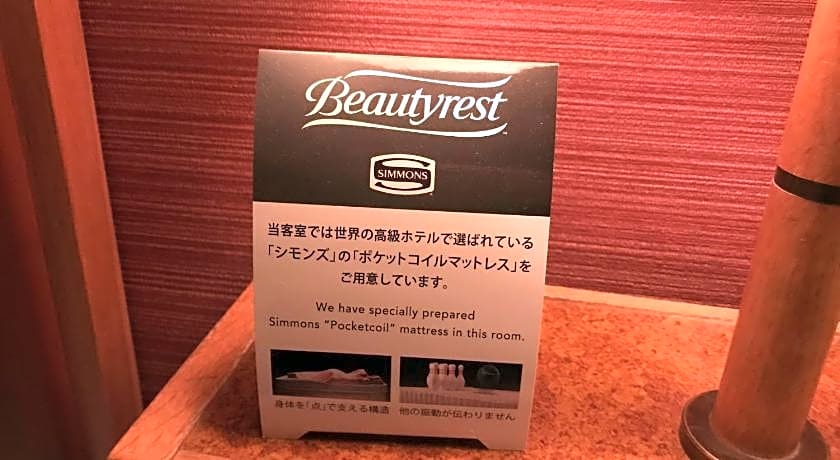 Beautyrest
SIMMONS
当客室では世界の高級ホテルで選ばれている
「シモンズ」の「ポケットコイルマットレス」を
ご用意しています。
We have specially prepared
Simmons "Pocketcoil" mattress in this room.
身体を「点」で支える構造 他の振動が伝わりません